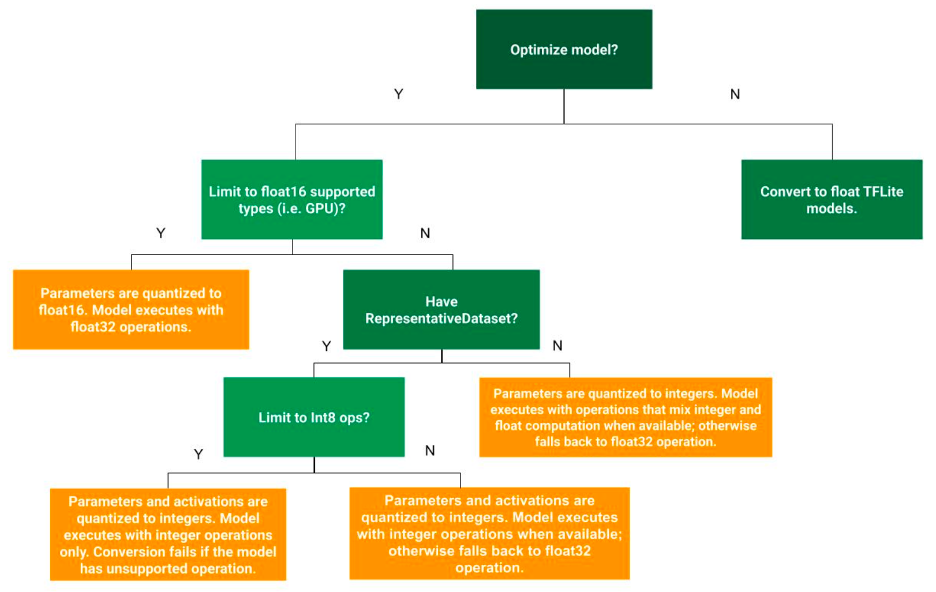 Optimize model?
Y
N
Limit to float16 supported
types (i.e. GPU)?
Convert to float TFLite
models.
Y
N
Parameters are quantized to
float16. Model executes with
float32 operations.
Have
RepresentativeDataset?
Y
N
Limit to Int8 ops?
Parameters are quantized to integers. Model
executes with operations that mix integer and
float computation when available; otherwise
falls back to float32 operation.
Y
N
Parameters and activations are
quantized to integers. Model
executes with integer operations
only. Conversion fails if the model
has unsupported operation.
Parameters and activations are
quantized to integers. Model executes
with integer operations when available;
otherwise falls back to float32
operation.